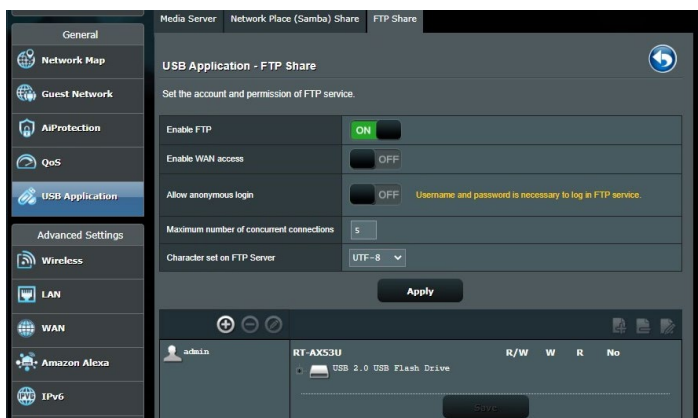 Media Server
Network Place (Samba) Share
FTP Share
General
Network Map
Guest Network
AiProtection
QoS
USB Application
Advanced Settings
Wireless
LAN
WAN
Amazon Alexa
IPv6
USB Application - FTP Share
Set the account and permission of FTP service.
Enable FTP
ON
Enable WAN access
OFF
Allow anonymous login
OFF
Username and password is necessary to log in FTP service.
Maximum number of concurrent connections
5
Character set on FTP Server
UTF-8
Apply
admin
RT-AX53U
R/W
W
R
No
USB 2.0 USB Flash Drive
Save